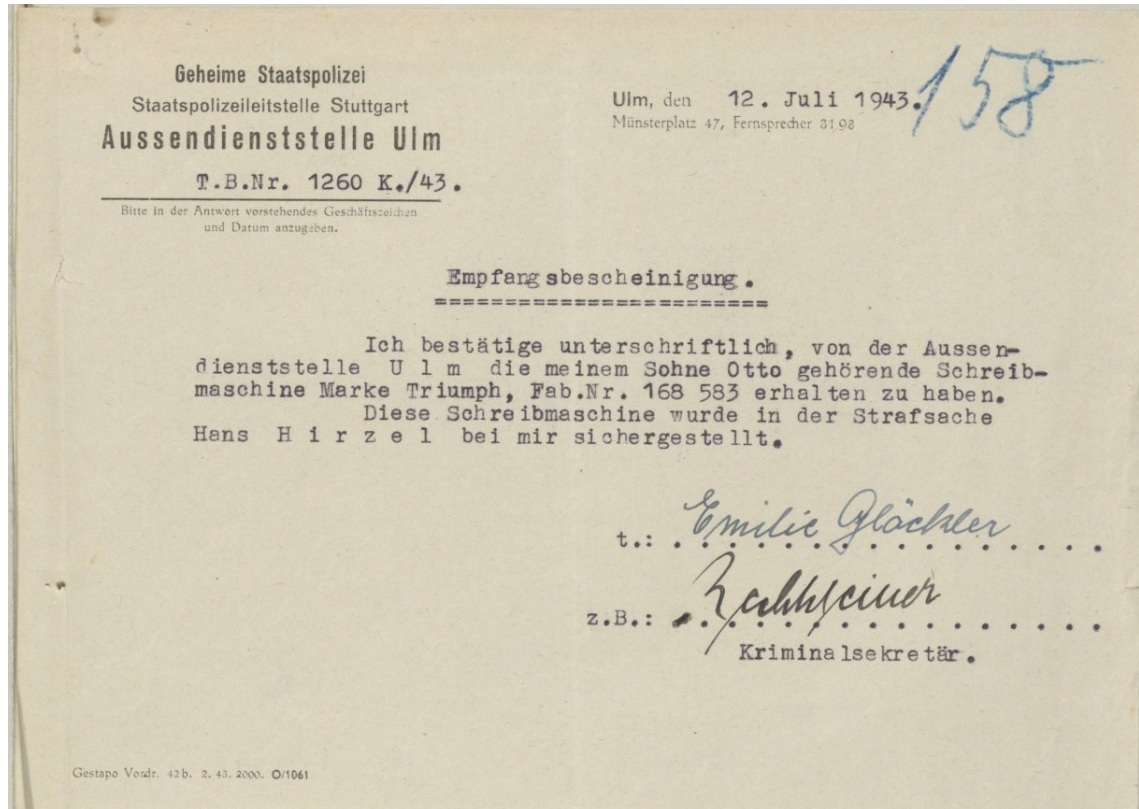 Geheime Staatspolizei
Staatspolizeileitstelle Stuttgart
Aussendienststelle Ulm
T.B.Nr. 1260 K./43.
Bitte in der Antwort vorstehendes Geschäftszeichen
und Datum anzugeben.
Ulm, den 12. Juli 1943.
Münsterplatz 47, Fernsprecher 3198
158
Empfangsbescheinigung.
========================
Ich bestätige unterschriftlich, von der Aussen-
dienststelle U l m die meinem Sohne Otto gehörende Schreib-
maschine Marke Triumph, Fab.Nr. 168 583 erhalten zu haben.
Diese Schreibmaschine wurde in der Strafsache
Hans H i r z e l bei mir sichergestellt.
t.: Emilie Glöckler
z.B.:
Kriminalsekretär.
Gestapo Vordr. 42b. 2. 43. 2000. O/1061